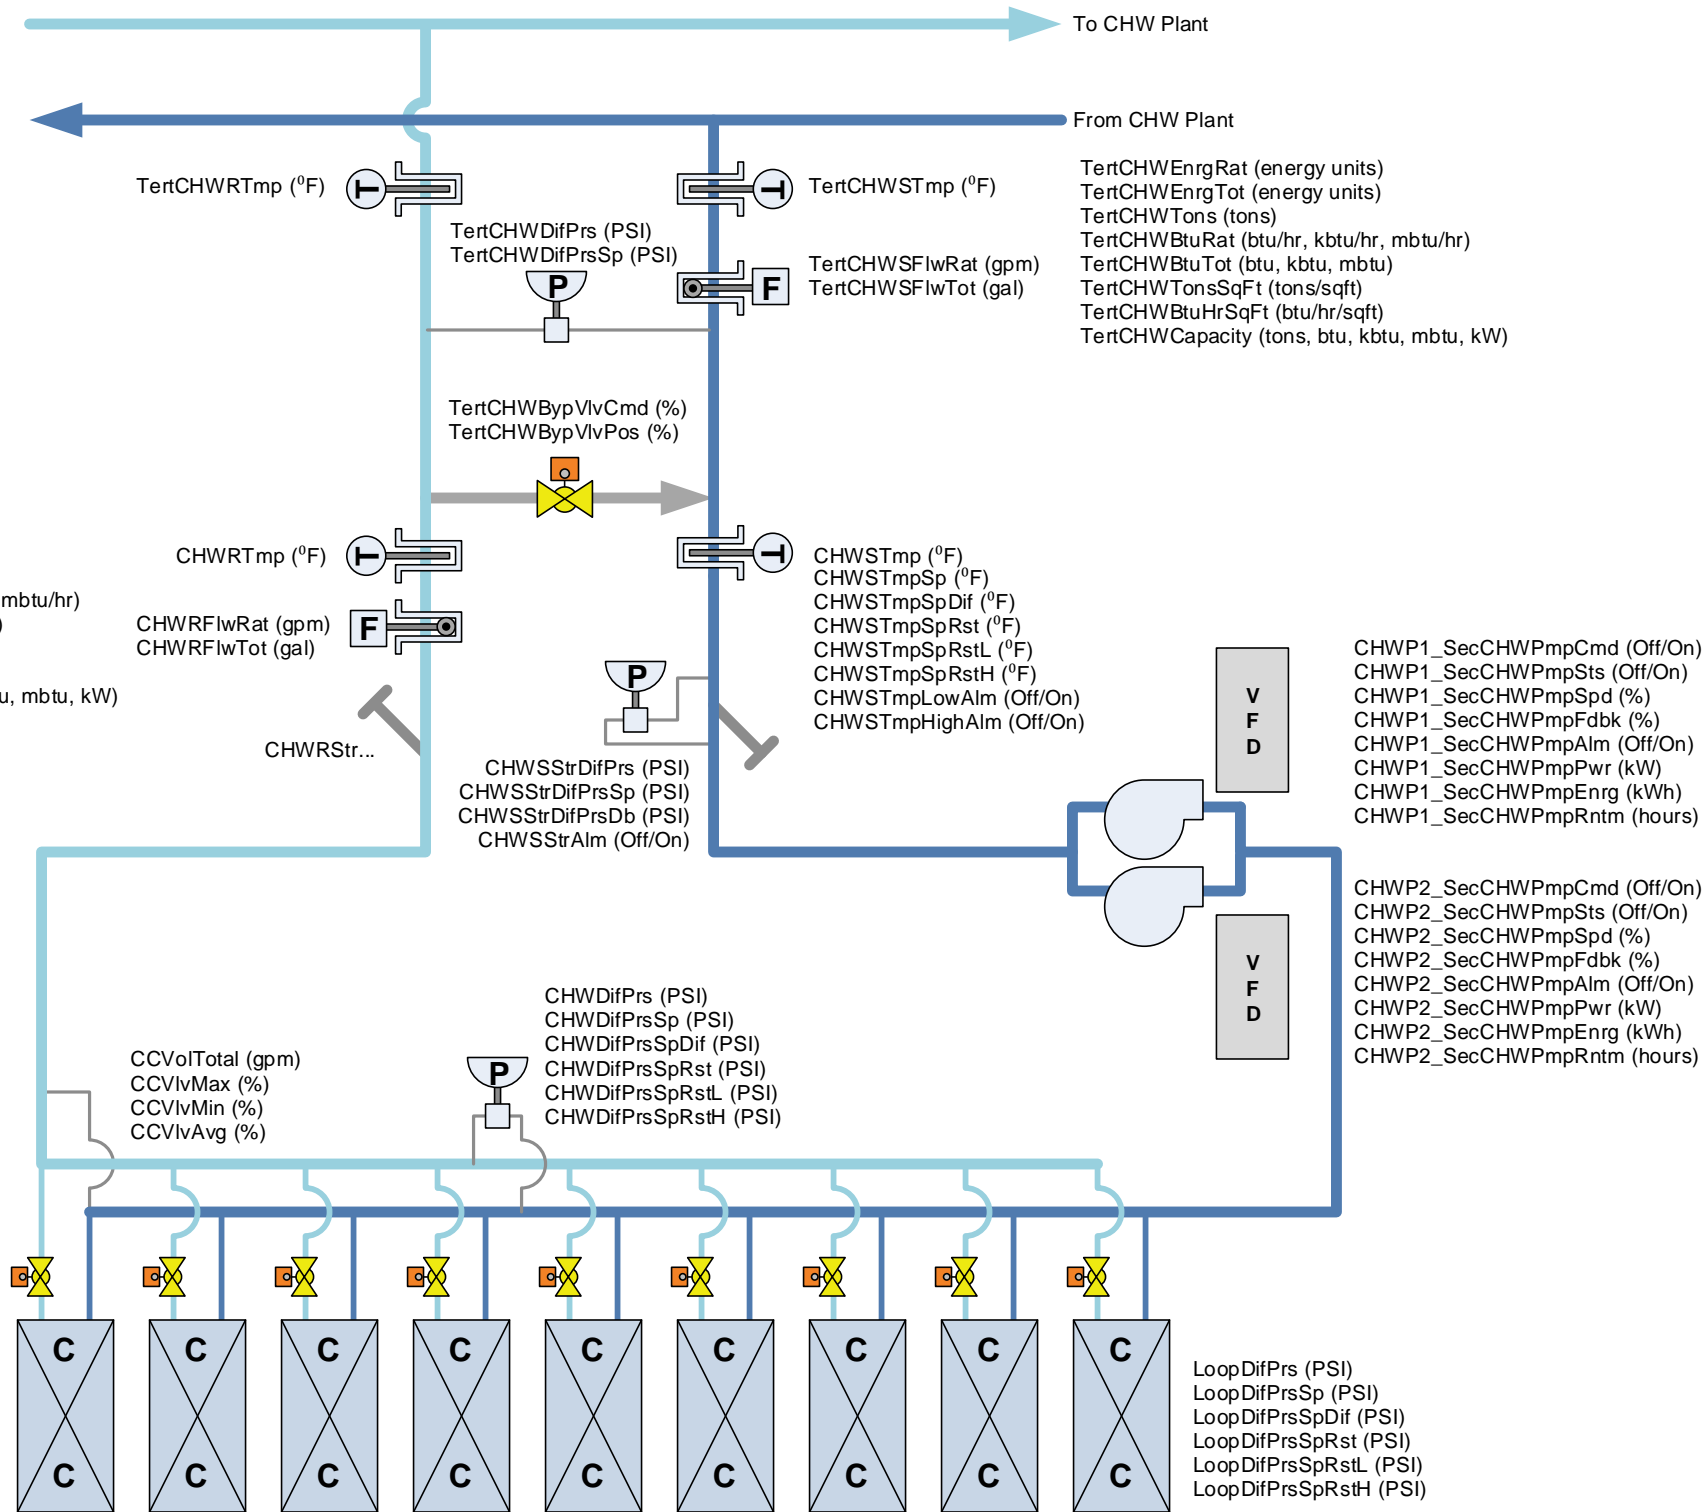 To CHW Plant
From CHW Plant
TertCHWRTmp (⁰F)
TertCHWSTmp (⁰F)
TertCHWEnrgRat (energy units)
TertCHWEnrgTot (energy units)
TertCHWTons (tons)
TertCHWBtuRat (btu/hr, kbtu/hr, mbtu/hr)
TertCHWBtuTot (btu, kbtu, mbtu)
TertCHWTonsSqFt (tons/sqft)
TertCHWBtuHrSqFt (btu/hr/sqft)
TertCHWCapacity (tons, btu, kbtu, mbtu, kW)
T
T
TertCHWDifPrs (PSI)
TertCHWDifPrsSp (PSI)
P
TertCHWSFlwRat (gpm)
TertCHWSFlwTot (gal)
F
TertCHWBypVlvCmd (%)
TertCHWBypVlvPos (%)
CHWRTmp (⁰F)
T
T
CHWSTmp (⁰F)
CHWSTmpSp (⁰F)
CHWSTmpSpDif (⁰F)
CHWSTmpSpRst (⁰F)
CHWSTmpSpRstL (⁰F)
CHWSTmpSpRstH (⁰F)
CHWSTmpLowAlm (Off/On)
CHWSTmpHighAlm (Off/On)
mbtu/hr)
)
u, mbtu, kW)
CHWRFlwRat (gpm)
CHWRFlwTot (gal)
F
P
CHWRStr...
CHWSStrDifPrs (PSI)
CHWSStrDifPrsSp (PSI)
CHWSStrDifPrsDb (PSI)
CHWSStrAlm (Off/On)
V
F
D
CHWP1_SecCHWPmpCmd (Off/On)
CHWP1_SecCHWPmpSts (Off/On)
CHWP1_SecCHWPmpSpd (%)
CHWP1_SecCHWPmpFdbk (%)
CHWP1_SecCHWPmpAlm (Off/On)
CHWP1_SecCHWPmpPwr (kW)
CHWP1_SecCHWPmpEnrg (kWh)
CHWP1_SecCHWPmpRntm (hours)
V
F
D
CHWP2_SecCHWPmpCmd (Off/On)
CHWP2_SecCHWPmpSts (Off/On)
CHWP2_SecCHWPmpSpd (%)
CHWP2_SecCHWPmpFdbk (%)
CHWP2_SecCHWPmpAlm (Off/On)
CHWP2_SecCHWPmpPwr (kW)
CHWP2_SecCHWPmpEnrg (kWh)
CHWP2_SecCHWPmpRntm (hours)
CHWDifPrs (PSI)
CHWDifPrsSp (PSI)
CHWDifPrsSpDif (PSI)
CHWDifPrsSpRst (PSI)
CHWDifPrsSpRstL (PSI)
CHWDifPrsSpRstH (PSI)
P
CCVolTotal (gpm)
CCVlvMax (%)
CCVlvMin (%)
CCVlvAvg (%)
C C C C C C C C C
C C C C C C C C C
LoopDifPrs (PSI)
LoopDifPrsSp (PSI)
LoopDifPrsSpDif (PSI)
LoopDifPrsSpRst (PSI)
LoopDifPrsSpRstL (PSI)
LoopDifPrsSpRstH (PSI)